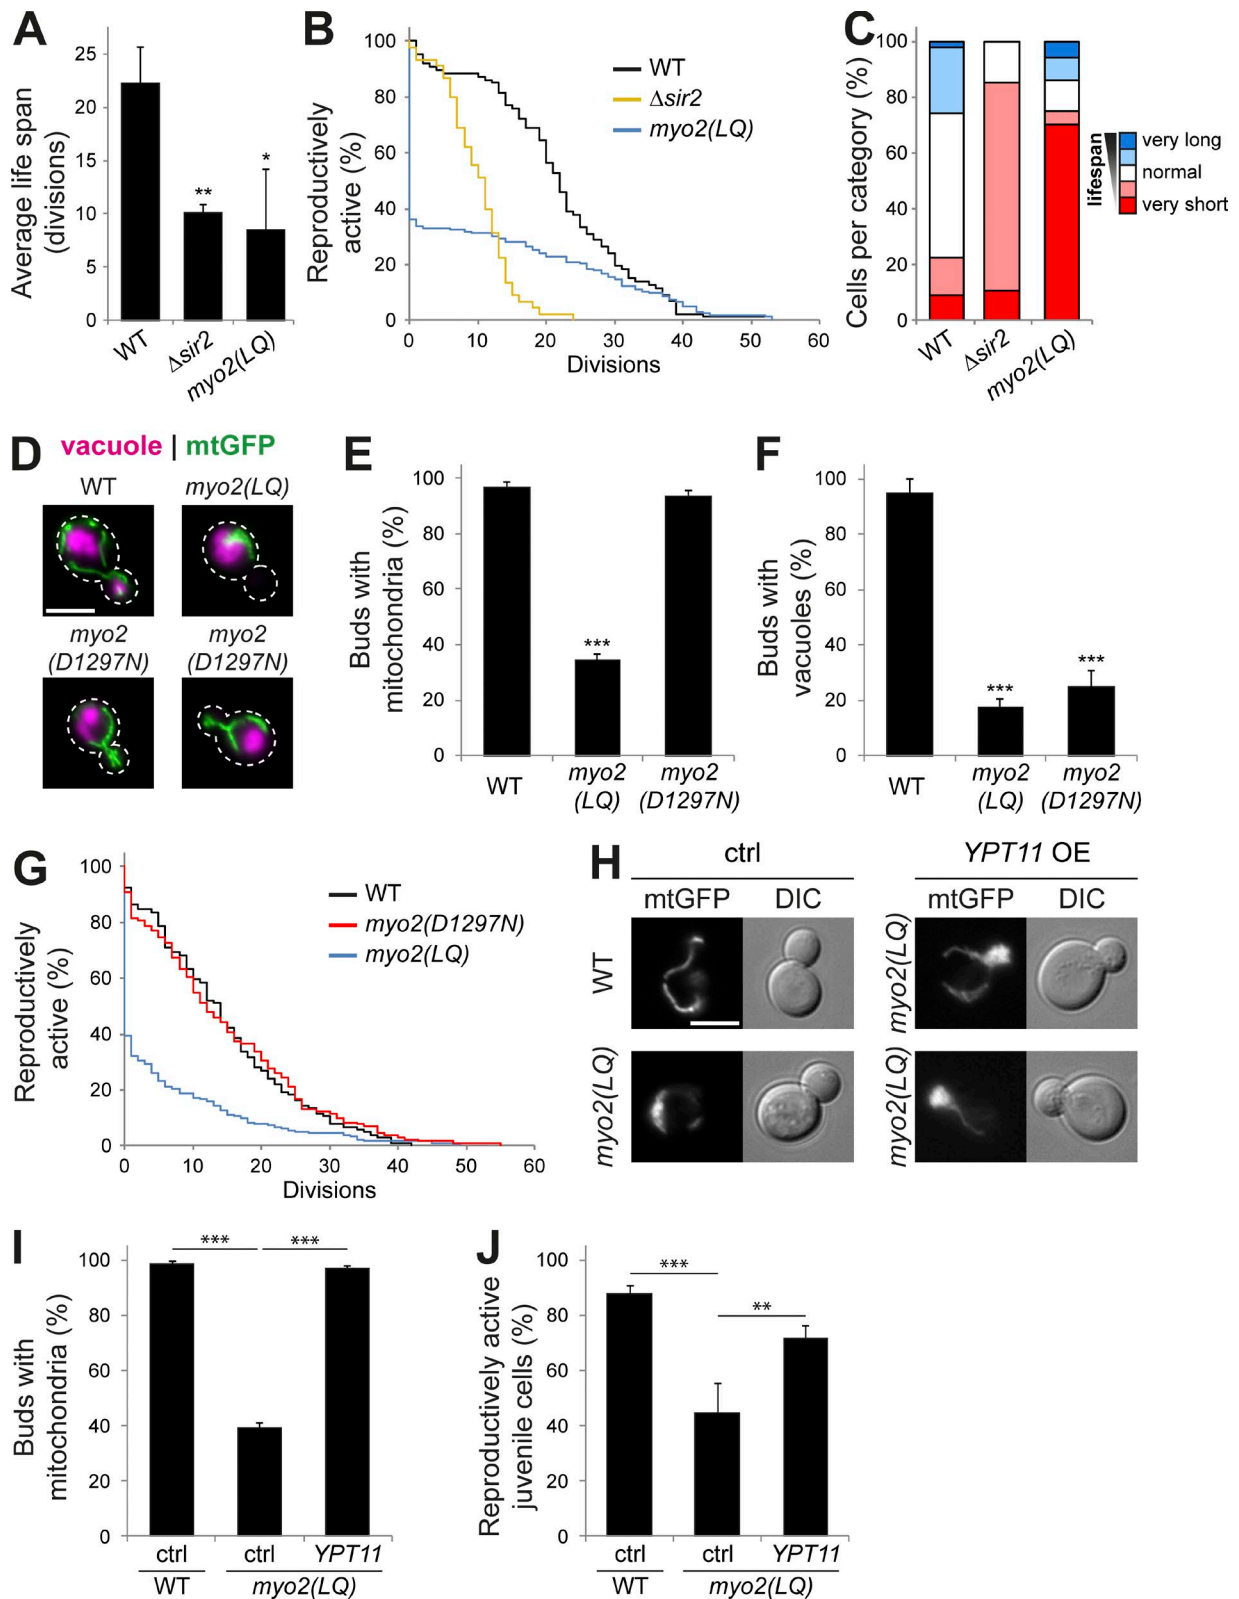 A
Average life span
(divisions)
25
20
15
10
5
0
**
*
WT
Δsir2
myo2(LQ)
B
Reproductively
active (%)
100
80
60
40
20
0
WT
Δsir2
myo2(LQ)
0 10 20 30 40 50 60
Divisions
C
Cells per category (%)
100
80
60
40
20
0
WT
Δsir2
myo2(LQ)
lifespan
very long
normal
very short
D
vacuole | mtGFP
WT
myo2(LQ)
myo2
(D1297N)
myo2
(D1297N)
E
Buds with
mitochondria (%)
100
80
60
40
20
0
***
WT
myo2
(LQ)
myo2
(D1297N)
F
Buds with
vacuoles (%)
100
80
60
40
20
0
***
***
WT
myo2
(LQ)
myo2
(D1297N)
G
Reproductively
active (%)
100
80
60
40
20
0
WT
myo2(D1297N)
myo2(LQ)
0 10 20 30 40 50 60
Divisions
H
ctrl
YPT11 OE
mtGFP DIC
mtGFP DIC
WT
myo2(LQ)
myo2(LQ)
myo2(LQ)
I
Buds with
mitochondria (%)
100
80
60
40
20
0
*** ***
ctrl ctrl YPT11
WT myo2(LQ)
J
Reproductively active
juvenile cells (%)
100
80
60
40
20
0
***
**
ctrl ctrl YPT11
WT myo2(LQ)